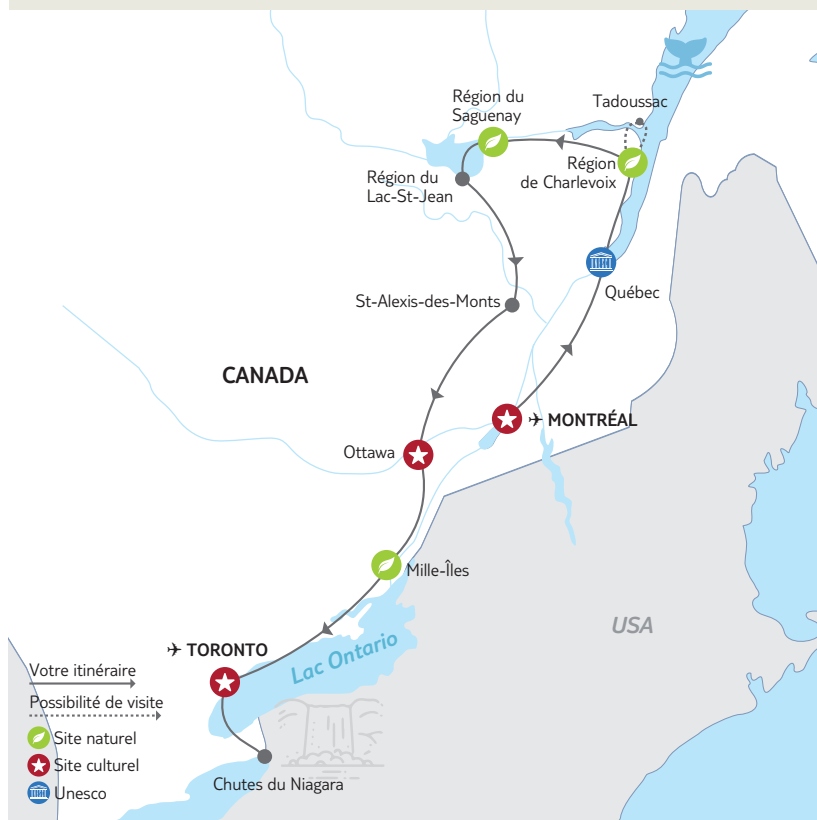 Région du
Saguenay
Tadoussac
Région
de Charlevoix
Région du
Lac-St-Jean
St-Alexis-des-Monts
Québec
CANADA
MONTRÉAL
Ottawa
Mille-Îles
USA
TORONTO
Lac Ontario
Votre itinéraire
Possibilité de visite
Site naturel
Site culturel
Unesco
Chutes du Niagara